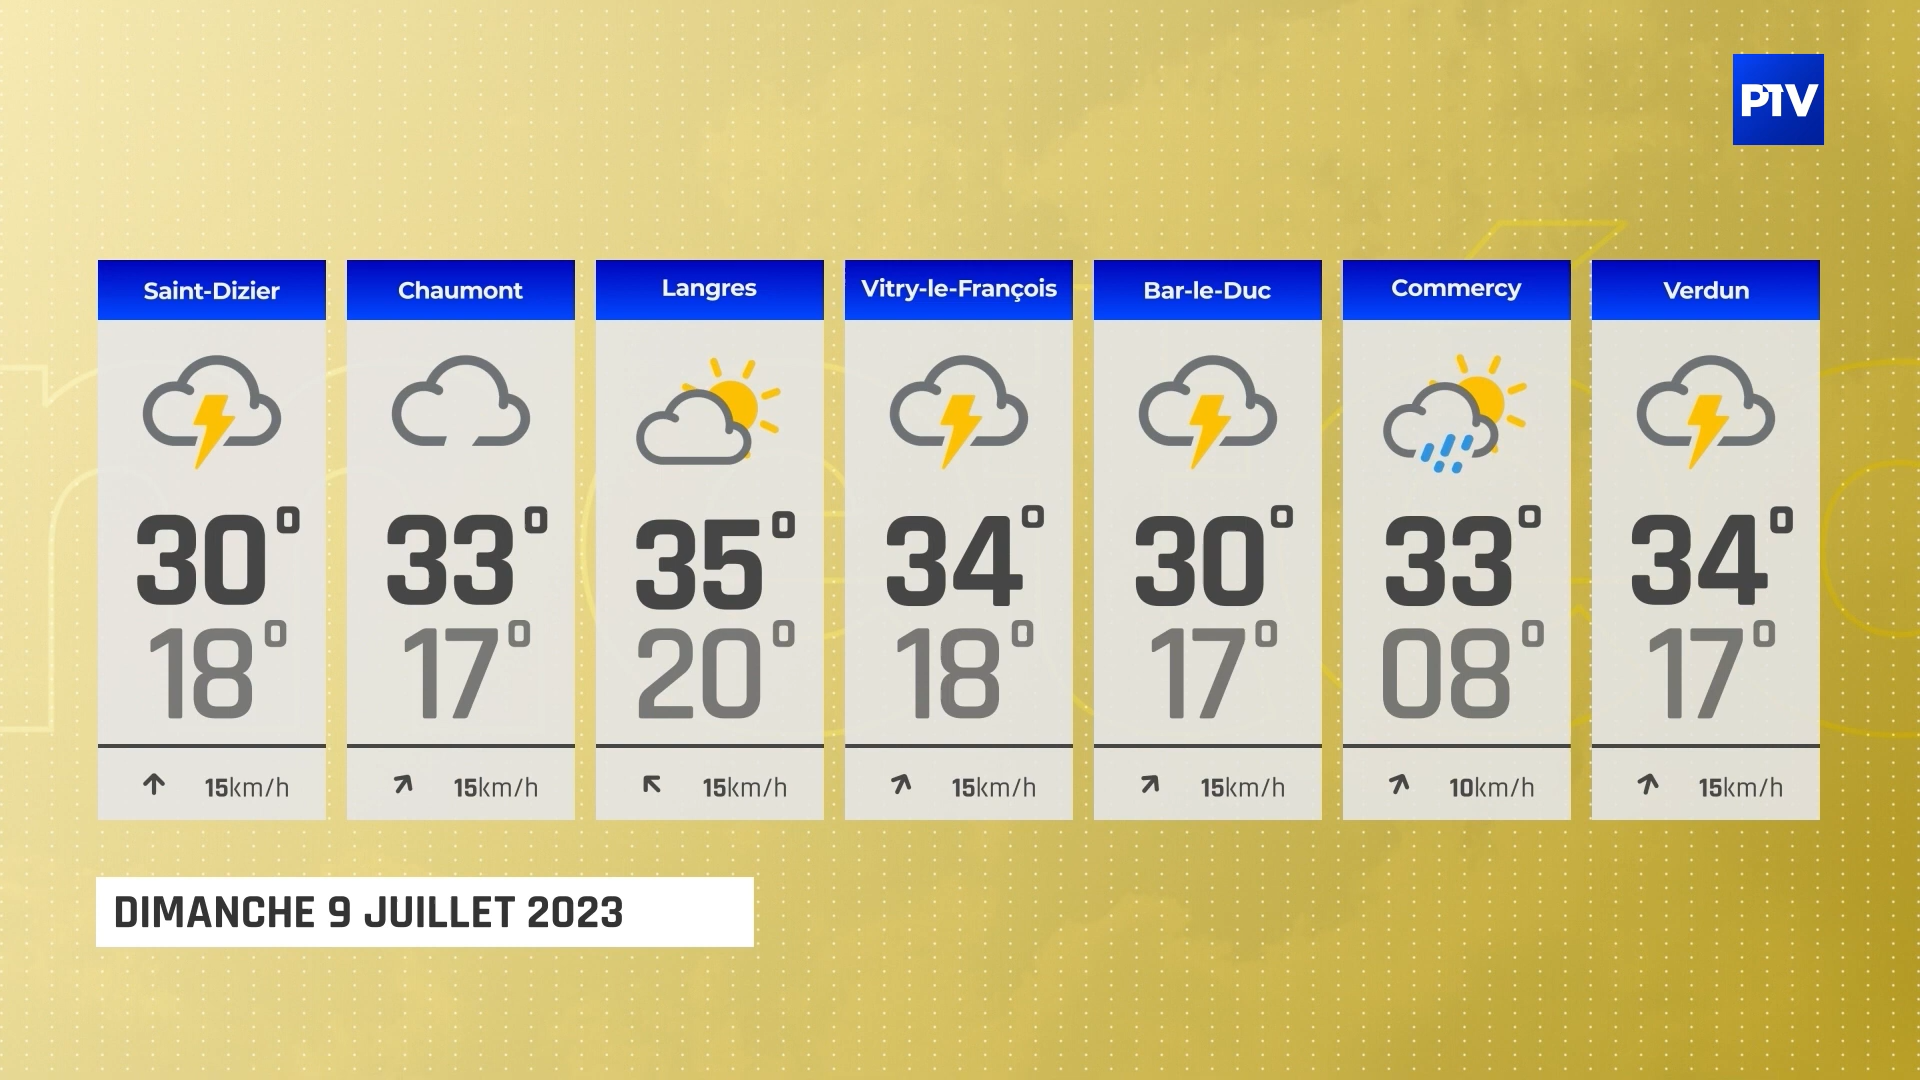 PTV
Saint-Dizier
30°
18°
15km/h
Chaumont
33°
17°
15km/h
Langres
35°
20°
15km/h
Vitry-le-François
34°
18°
15km/h
Bar-le-Duc
30°
17°
15km/h
Commercy
33°
08°
10km/h
Verdun
34°
17°
15km/h
DIMANCHE 9 JUILLET 2023